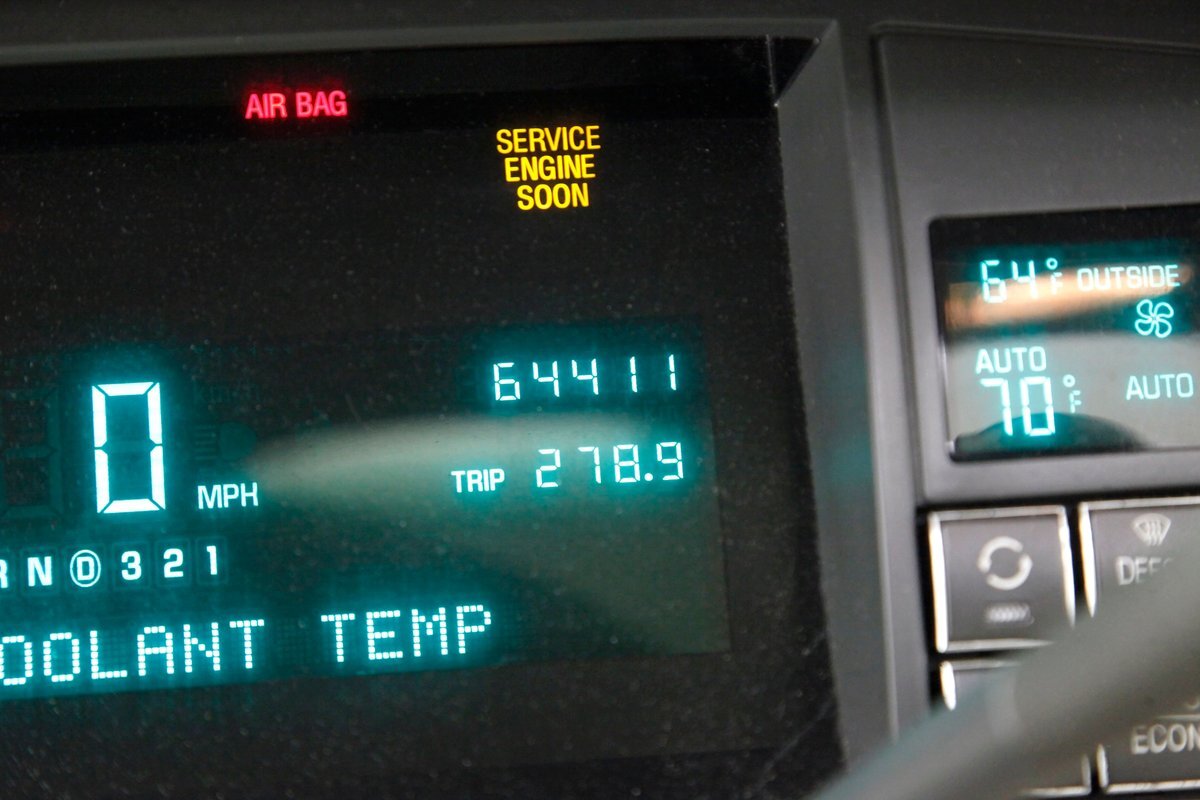 AIR BAG
SERVICE
ENGINE
SOON
64°F OUTSIDE
AUTO
70°F AUTO
64411
0 MPH
TRIP 278.9
R N D 3 2 1
OOLANT TEMP
DEF
ECON